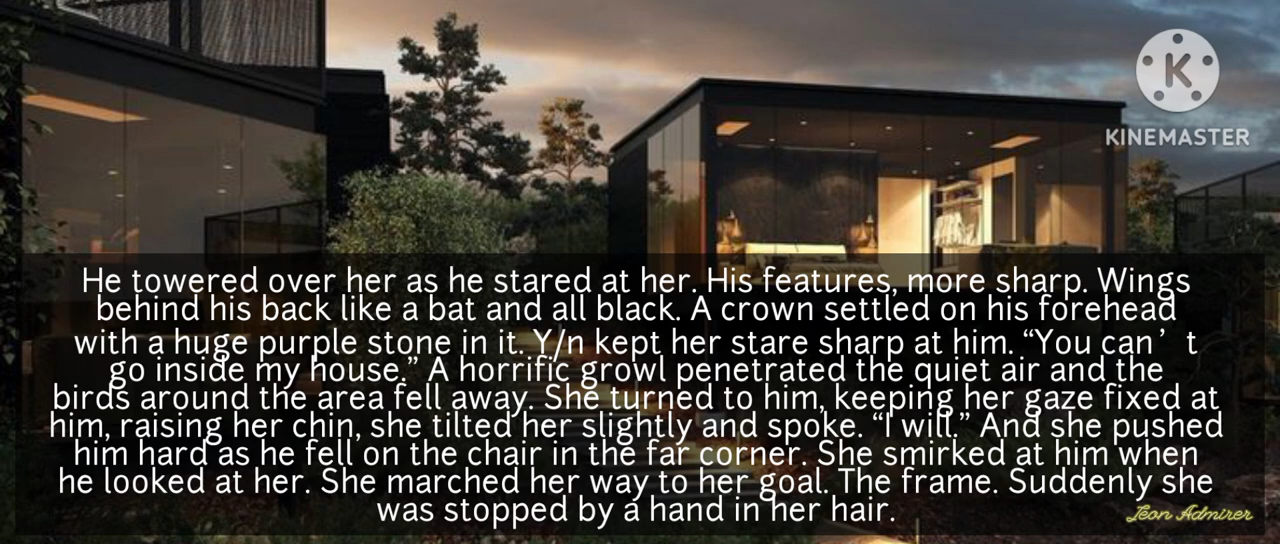 K
KINEMASTER
He towered over her as he stared at her. His features, more sharp. Wings
behind his back like a bat and all black. A crown settled on his forehead
with a huge purple stone in it. Y/n kept her stare sharp at him. “You can’t
go inside my house.” A horrific growl penetrated the quiet air and the
birds around the area fell away. She turned to him, keeping her gaze fixed at
him, raising her chin, she tilted her slightly and spoke. “I will.” And she pushed
him hard as he fell on the chair in the far corner. She smirked at him when
he looked at her. She marched her way to her goal. The frame. Suddenly she
was stopped by a hand in her hair.
Leon Admirer